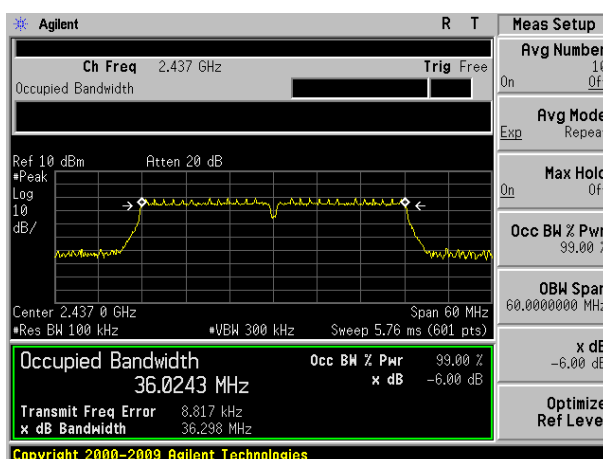 Agilent R T Meas Setup
Ch Freq 2.437 GHz Trig Free
Occupied Bandwidth
Ref 10 dBm Atten 20 dB
#Peak
Log
10
dB/
Center 2.437 0 GHz Span 60 MHz
#Res BW 100 kHz #VBW 300 kHz Sweep 5.76 ms (601 pts)
Occupied Bandwidth Occ BW % Pwr 99.00 %
36.0243 MHz x dB -6.00 dB
Transmit Freq Error 8.817 kHz
x dB Bandwidth 36.298 MHz
Copyright 2000-2009 Agilent Technologies
Avg Number
10
On Of
Avg Mode
Exp Repea
Max Hold
On Of
Occ BW % Pwr
99.00 %
OBW Span
60.0000000 MHz
x dB
-6.00 dB
Optimize
Ref Leve